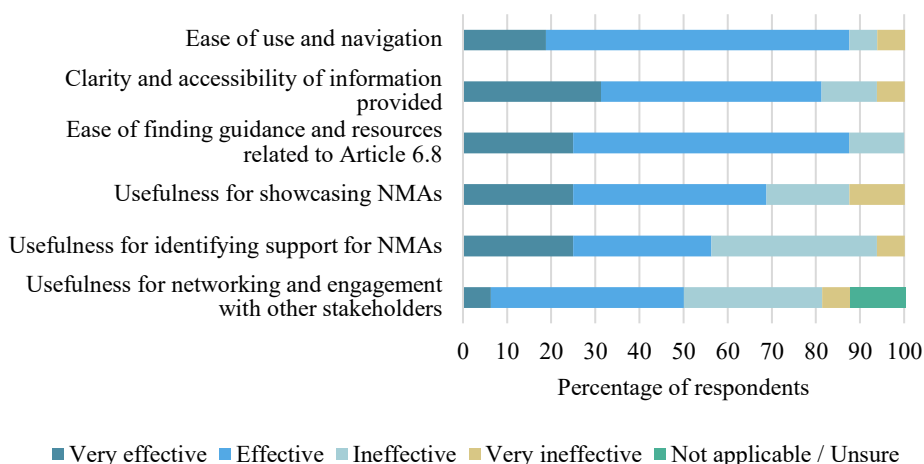 Ease of use and navigation
Clarity and accessibility of information
provided
Ease of finding guidance and resources
related to Article 6.8
Usefulness for showcasing NMAs
Usefulness for identifying support for NMAs
Usefulness for networking and engagement
with other stakeholders
0 10 20 30 40 50 60 70 80 90 100
Percentage of respondents
Very effective Effective Ineffective Very ineffective Not applicable / Unsure